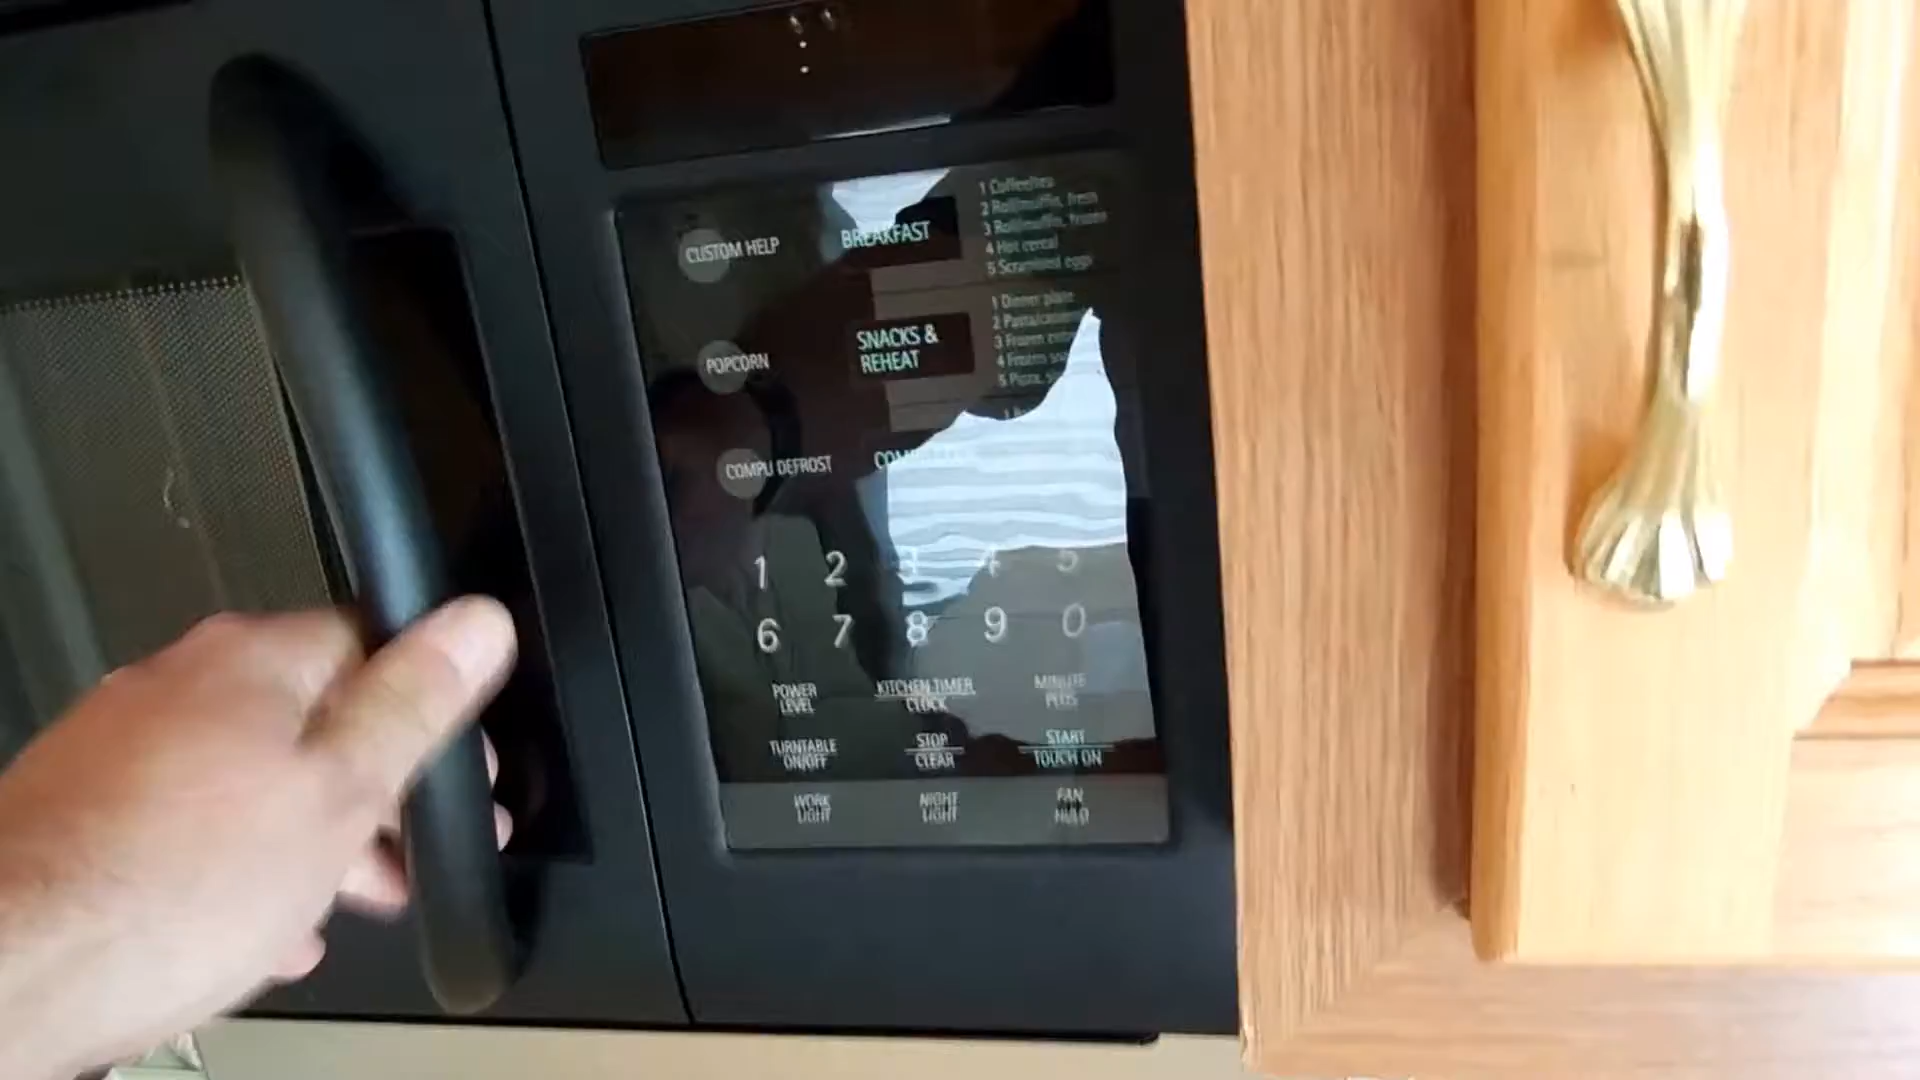 CUSTOM HELP
BREAKFAST
1 Coffee/tea
2 Roll/muffin, fresh
3 Roll/muffin, frozen
4 Hot cereal
5 Scrambled eggs
POPCORN
SNACKS &
REHEAT
1 Dinner plate
2
3 Frozen
4 Frozen
5 Pizza,
1
COMPU DEFROST
1 2 3 4 5
6 7 8 9 0
POWER
LEVEL
KITCHEN TIMER
CLOCK
MINUTE
PLUS
TURNTABLE
ON/OFF
STOP
CLEAR
START
TOUCH ON
WORK
LIGHT
NIGHT
LIGHT
FAN
HI/LO